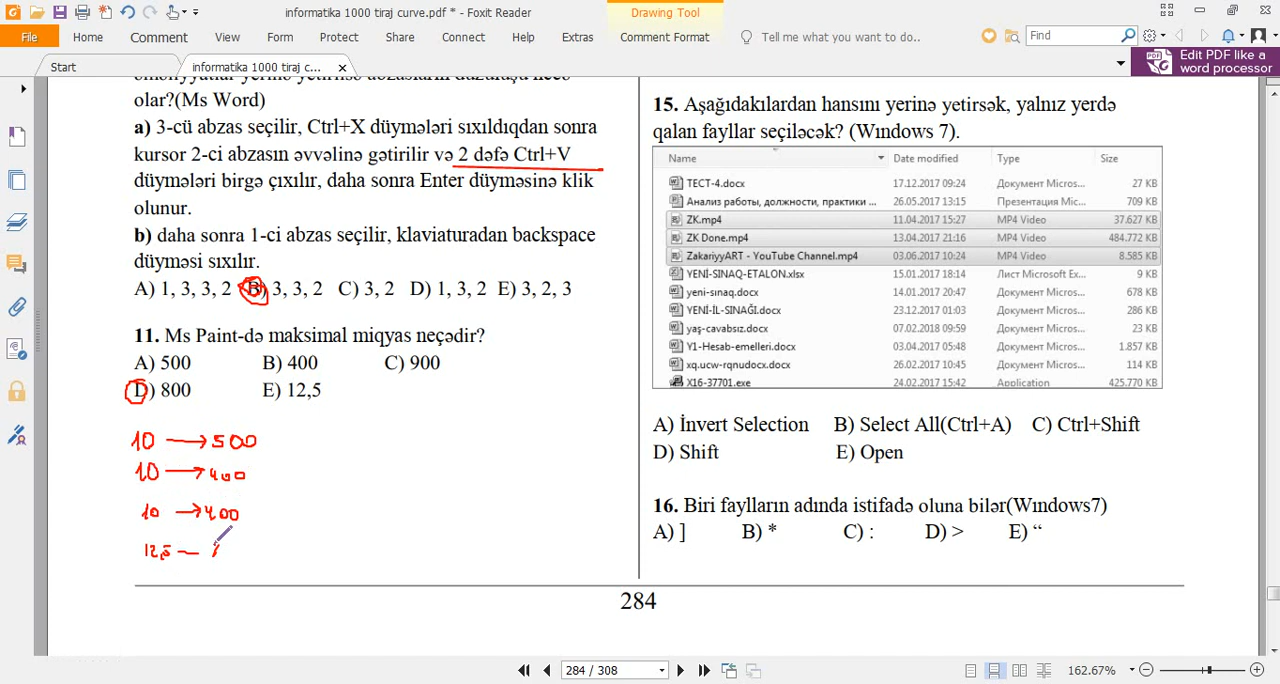 informatika 1000 tiraj curve.pdf * - Foxit Reader
Drawing Tool
File Home Comment View Form Protect Share Connect Help Extras Comment Format Tell me what you want to do.. Find
Start
informatika 1000 tiraj c...
Edit PDF like a
word processor
olar?(Ms Word)
a) 3-cü abzas seçilir, Ctrl+X düymələri sıxıldıqdan sonra
kursor 2-ci abzasın əvvəlinə gətirilir və 2 dəfə Ctrl+V
düymələri birgə çıxılır, daha sonra Enter düyməsinə klik
olunur.
b) daha sonra 1-ci abzas seçilir, klaviaturadan backspace
düyməsi sıxılır.
A) 1, 3, 3, 2 B) 3, 3, 2 C) 3, 2 D) 1, 3, 2 E) 3, 2, 3
11. Ms Paint-də maksimal miqyas neçədir?
A) 500 B) 400 C) 900
D) 800 E) 12,5
10 → 500
10 → 400
10 → 400
12,5 –
15. Aşağıdakılardan hansını yerinə yetirsək, yalnız yerdə
qalan fayllar seçiləcək? (Wındows 7).
Name Date modified Type Size
ТЕСТ-4.docx 17.12.2017 09:24 Документ Micros... 27 KB
Анализ работы, должности, практики ... 26.05.2017 13:15 Презентация Mic... 709 KB
ZK.mp4 11.04.2017 15:27 MP4 Video 37.627 KB
ZK Done.mp4 13.04.2017 21:16 MP4 Video 484.772 KB
ZakariyyART - YouTube Channel.mp4 03.06.2017 10:24 MP4 Video 8.585 KB
YENİ-SINAQ-ETALON.xlsx 15.01.2017 18:14 Лист Microsoft Ex... 9 KB
yeni-sınaq.docx 14.01.2017 20:47 Документ Micros... 678 KB
YENİ-İL-SINAĞI.docx 23.12.2017 01:03 Документ Micros... 286 KB
yaş-cavabsız.docx 07.02.2018 09:59 Документ Micros... 23 KB
Y1-Hesab-emelleri.docx 03.04.2017 05:48 Документ Micros... 1.857 KB
xq.ucw-rqnudocx.docx 26.02.2017 10:45 Документ Micros... 114 KB
X16-37701.exe 24.02.2017 15:42 Application 425.770 KB
A) İnvert Selection B) Select All(Ctrl+A) C) Ctrl+Shift
D) Shift E) Open
16. Biri faylların adında istifadə oluna bilər(Wındows7)
A) ] B) * C) : D) > E) “
284
284 / 308
162.67%